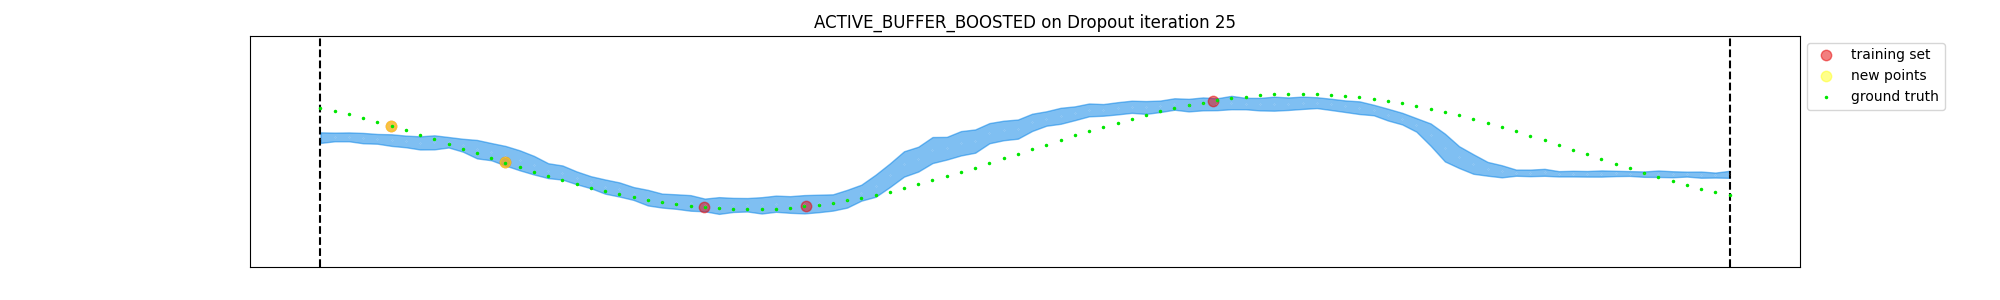 ACTIVE_BUFFER_BOOSTED on Dropout iteration 25
training set
new points
ground truth